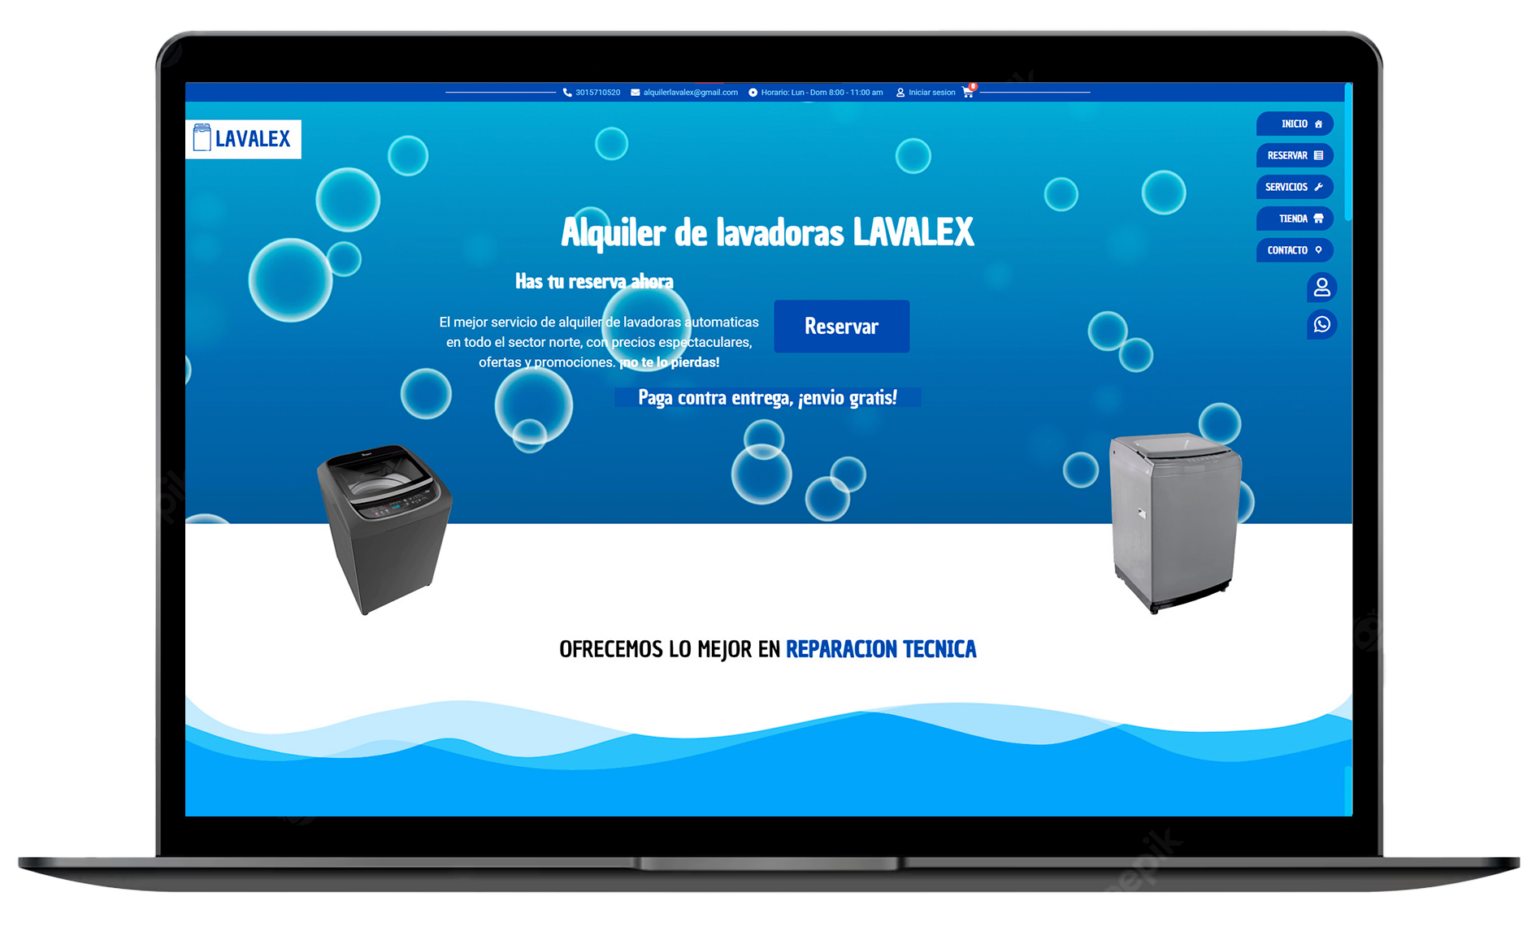 3015710520 alquilerlavalex@gmail.com Horario: Lun - Dom 8:00 - 11:00 am Iniciar sesion
LAVALEX
INICIO
RESERVAR
SERVICIOS
TIENDA
CONTACTO
Alquiler de lavadoras LAVALEX
Has tu reserva ahora
El mejor servicio de alquiler de lavadoras automaticas
en todo el sector norte, con precios espectaculares,
ofertas y promociones. ¡no te lo pierdas!
Reservar
Paga contra entrega, ¡envio gratis!
OFRECEMOS LO MEJOR EN REPARACION TECNICA